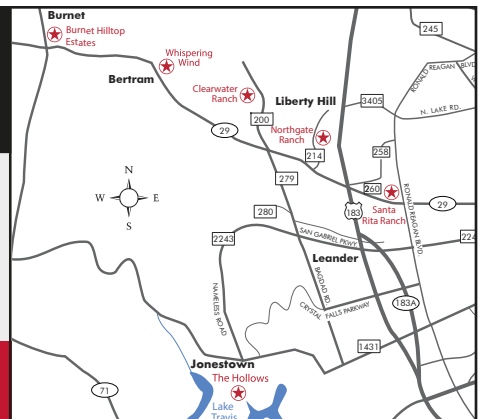 Burnet
Burnet Hilltop
Estates
245
Whispering
Wind
Bertram
RONALD REAGAN BLVD
Clearwater
Ranch
Liberty Hill
3405
N. LAKE RD.
200
29
Northgate
Ranch
214
258
279
N
W
E
S
260
280
183
Santa
Rita Ranch
29
RONALD REAGAN BLVD
2243
SAN GABRIEL PKWY
224
Leander
BAGDAD RD
NAMELESS ROAD
CRYSTAL FALLS PARKWAY
183A
1431
Jonestown
The Hollows
71
Lake
Travis